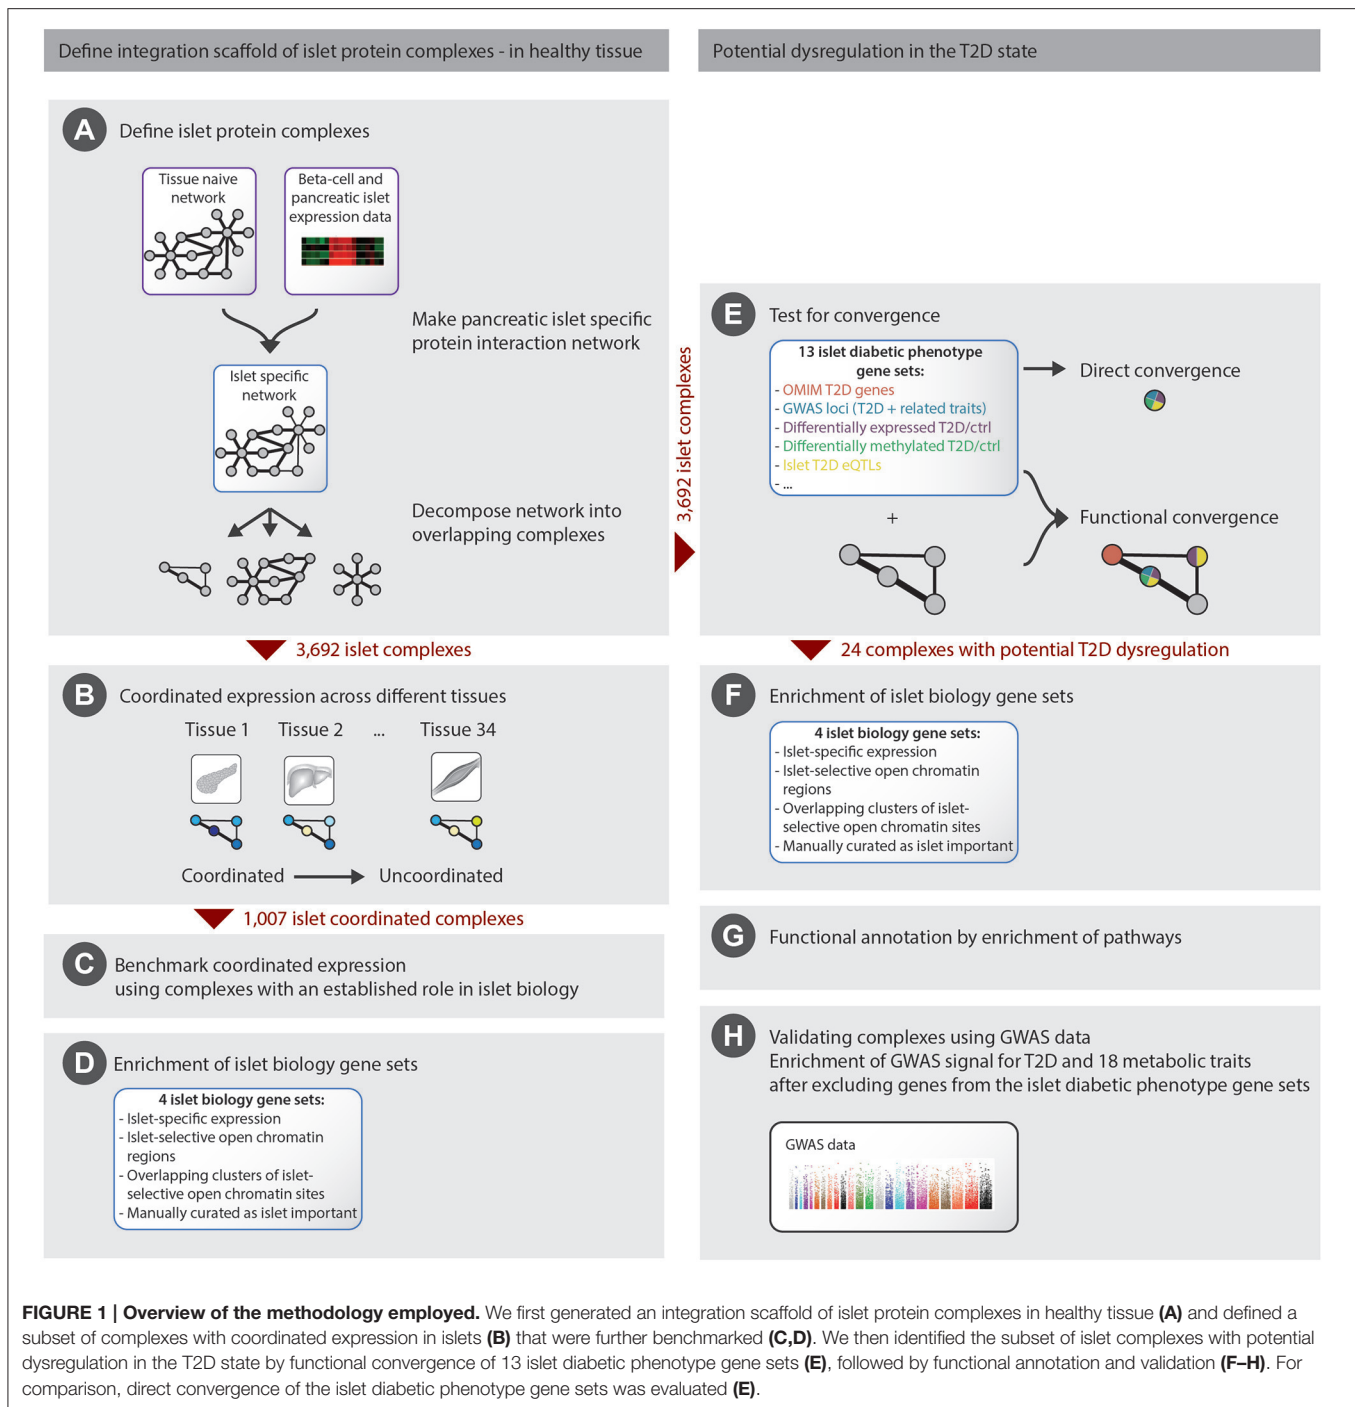 Define integration scaffold of islet protein complexes - in healthy tissue
A
Define islet protein complexes
Tissue naive
network
Beta-cell and
pancreatic islet
expression data
Make pancreatic islet specific
protein interaction network
Islet specific
network
Decompose network into
overlapping complexes
3,692 islet complexes
B
Coordinated expression across different tissues
Tissue 1 Tissue 2 ... Tissue 34
Coordinated Uncoordinated
1,007 islet coordinated complexes
C
Benchmark coordinated expression
using complexes with an established role in islet biology
D
Enrichment of islet biology gene sets
4 islet biology gene sets:
- Islet-specific expression
- Islet-selective open chromatin
regions
- Overlapping clusters of islet-
selective open chromatin sites
- Manually curated as islet important
Potential dysregulation in the T2D state
3,692 islet complexes
E
Test for convergence
13 islet diabetic phenotype
gene sets:
- OMIM T2D genes
- GWAS loci (T2D + related traits)
- Differentially expressed T2D/ctrl
- Differentially methylated T2D/ctrl
- Islet T2D eQTLs
- ...
Direct convergence
+
Functional convergence
24 complexes with potential T2D dysregulation
F
Enrichment of islet biology gene sets
4 islet biology gene sets:
- Islet-specific expression
- Islet-selective open chromatin
regions
- Overlapping clusters of islet-
selective open chromatin sites
- Manually curated as islet important
G
Functional annotation by enrichment of pathways
H
Validating complexes using GWAS data
Enrichment of GWAS signal for T2D and 18 metabolic traits
after excluding genes from the islet diabetic phenotype gene sets
GWAS data
FIGURE 1 | Overview of the methodology employed. We first generated an integration scaffold of islet protein complexes in healthy tissue (A) and defined a
subset of complexes with coordinated expression in islets (B) that were further benchmarked (C,D). We then identified the subset of islet complexes with potential
dysregulation in the T2D state by functional convergence of 13 islet diabetic phenotype gene sets (E), followed by functional annotation and validation (F–H). For
comparison, direct convergence of the islet diabetic phenotype gene sets was evaluated (E).